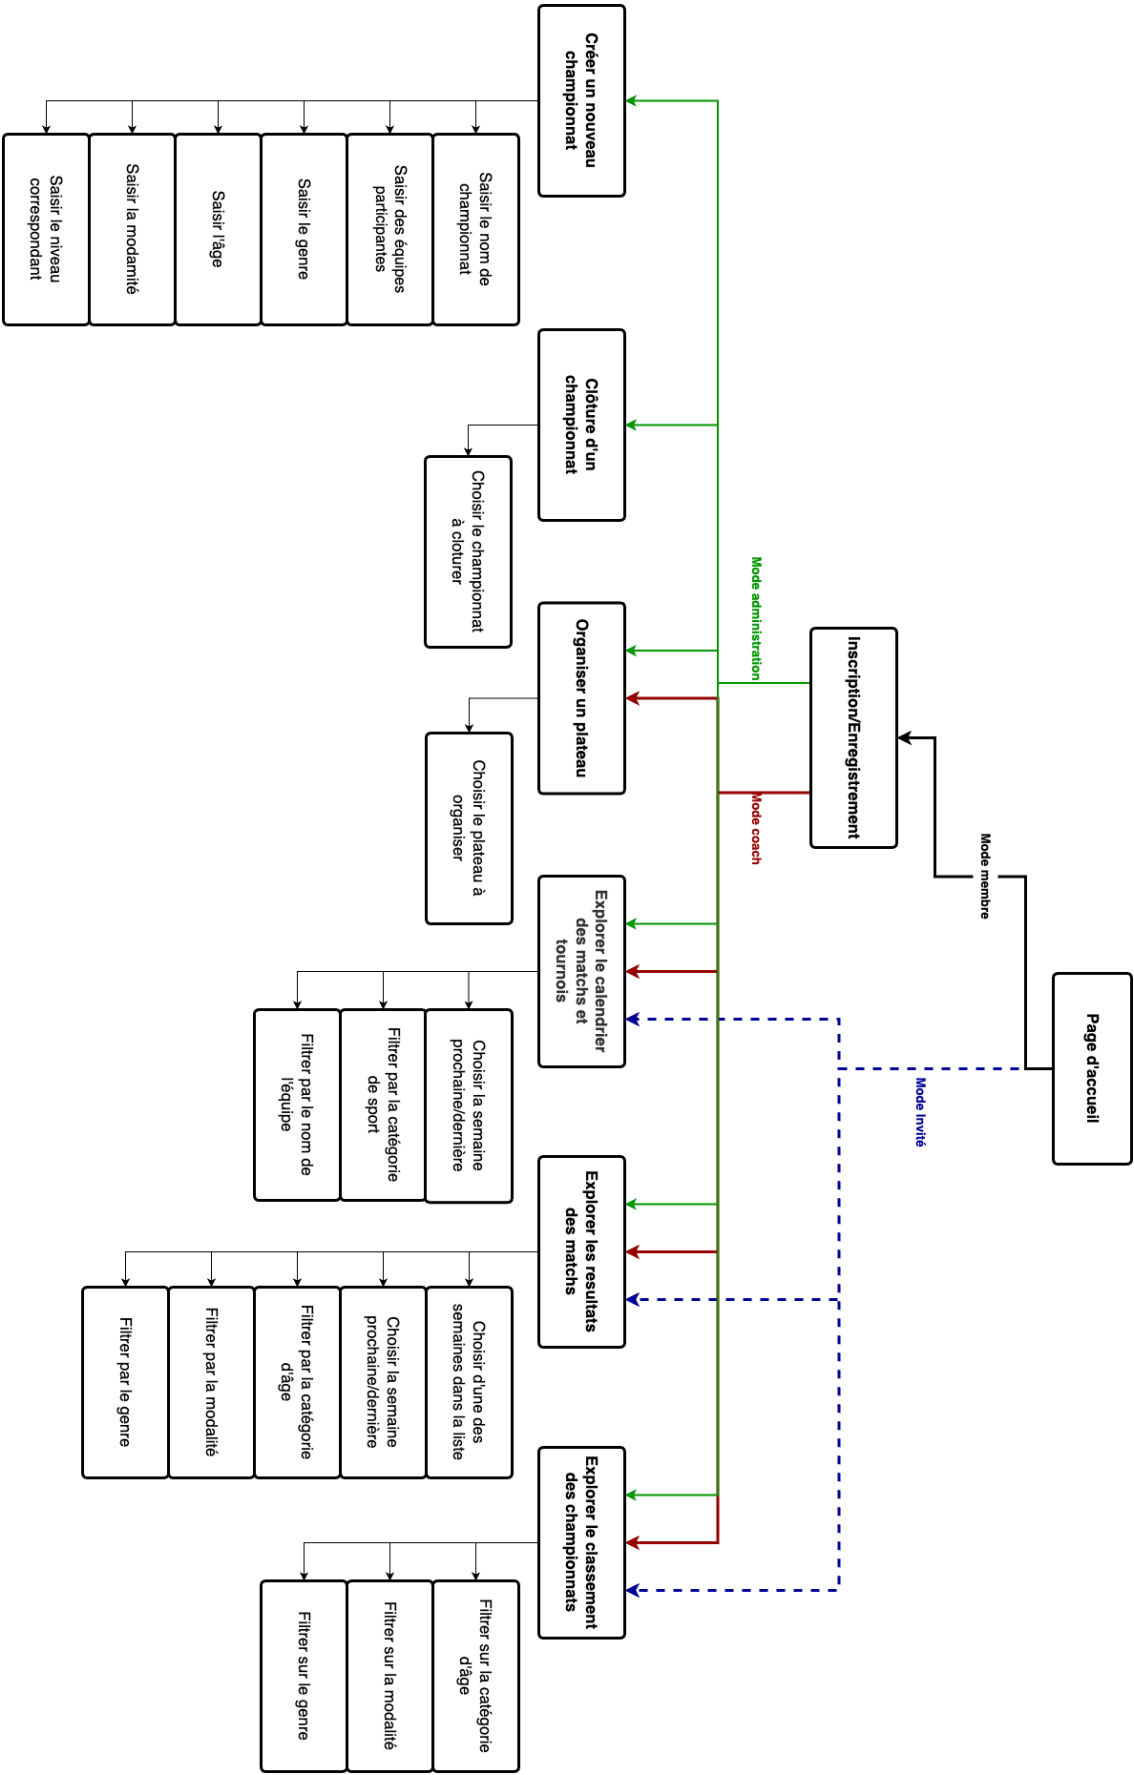 Page d'accueil
Mode membre
Mode Invité
Inscription/Enregistrement
Mode administration
Mode coach
Créer un nouveau
championnat
Saisir le nom de
championnat
Saisir des équipes
participantes
Saisir le genre
Saisir l'âge
Saisir la modamité
Saisir le niveau
correspondant
Clôture d'un
championnat
Choisir le championnat
à cloturer
Organiser un plateau
Choisir le plateau à
organiser
Explorer le calendrier
des matchs et
tournois
Choisir la semaine
prochaine/dernière
Filtrer par la catégorie
de sport
Filtrer par le nom de
l'équipe
Explorer les resultats
des matchs
Choisir d'une des
semaines dans la liste
Choisir la semaine
prochaine/dernière
Filtrer par la catégorie
d'âge
Filtrer par la modalité
Filtrer par le genre
Explorer le classement
des championnats
Filtrer sur la catégorie
d'âge
Filtrer sur la modalité
Filtrer sur le genre